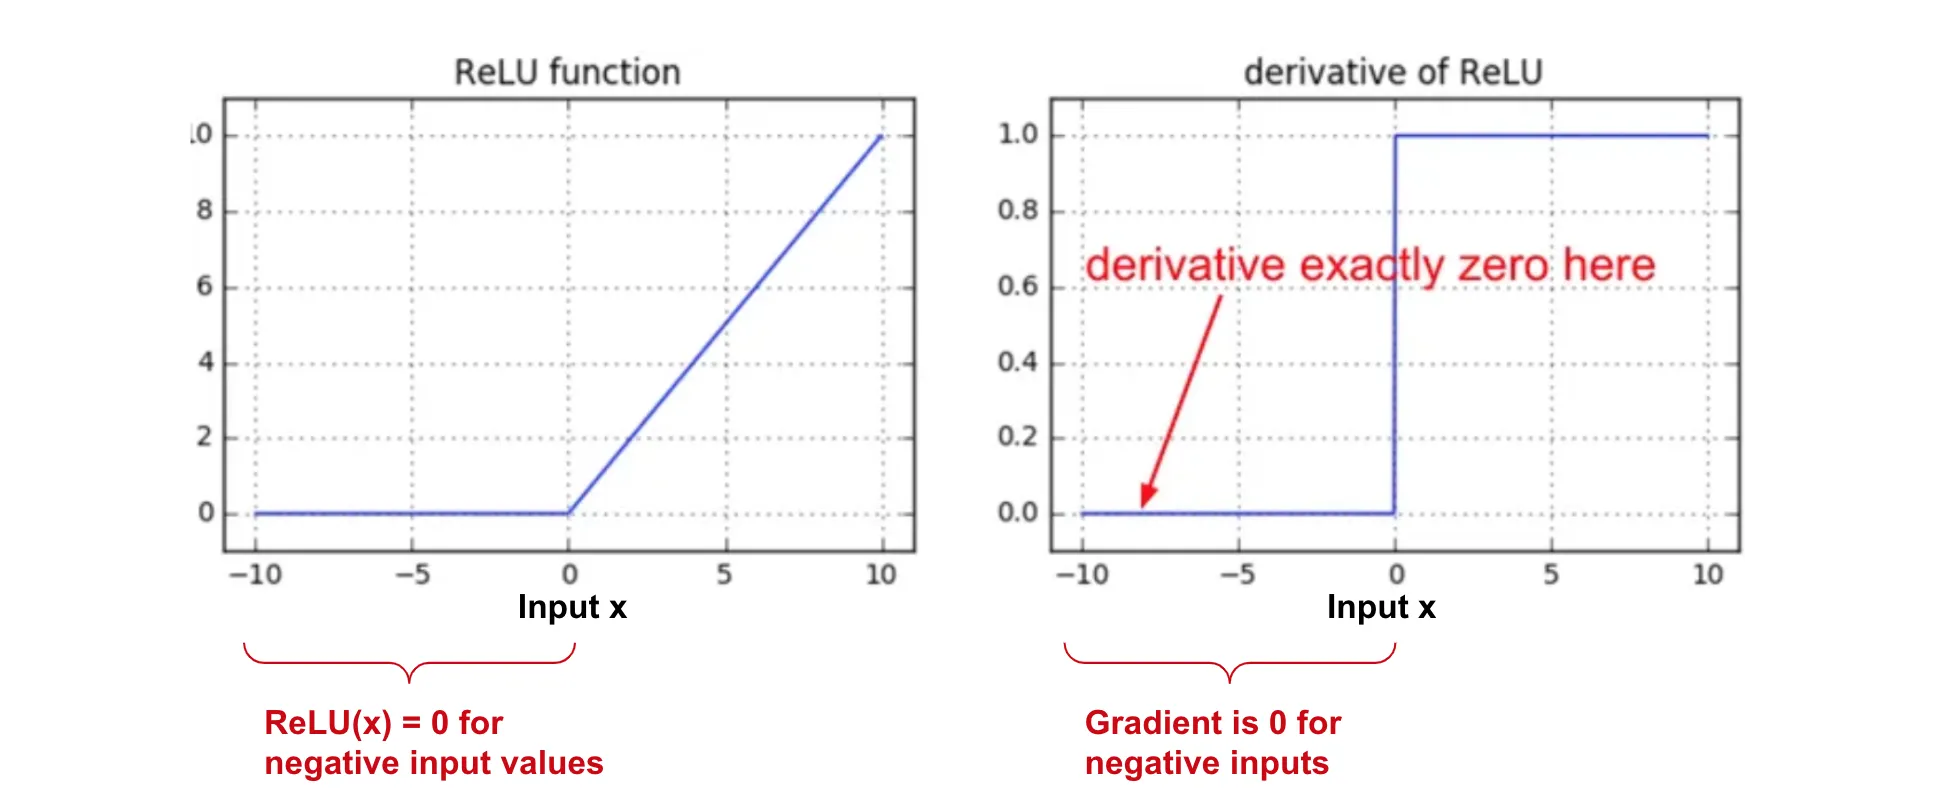 ReLU function
10
8
6
4
2
0
−10 −5 0 5 10
Input x
ReLU(x) = 0 for
negative input values
derivative of ReLU
1.0
0.8
derivative exactly zero here
0.6
0.4
0.2
0.0
−10 −5 0 5 10
Input x
Gradient is 0 for
negative inputs